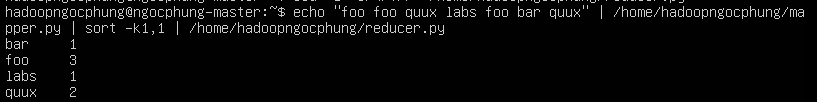 hadoopngocphung@ngocphung-master:~$ echo "foo foo quux labs foo bar quux" | /home/hadoopngocphung/ma
pper.py | sort -k1,1 | /home/hadoopngocphung/reducer.py
bar     1
foo     3
labs    1
quux    2